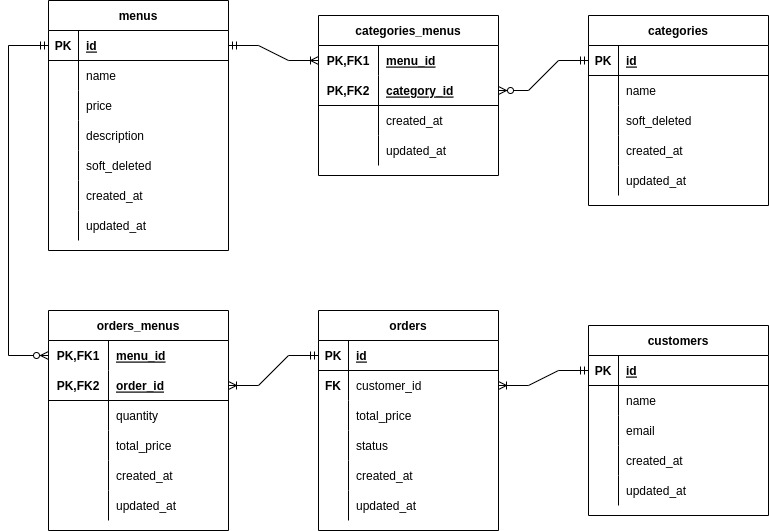 menus
PK id
name
price
description
soft_deleted
created_at
updated_at
categories_menus
PK,FK1 menu_id
PK,FK2 category_id
created_at
updated_at
categories
PK id
name
soft_deleted
created_at
updated_at
orders_menus
PK,FK1 menu_id
PK,FK2 order_id
quantity
total_price
created_at
updated_at
orders
PK id
FK customer_id
total_price
status
created_at
updated_at
customers
PK id
name
email
created_at
updated_at